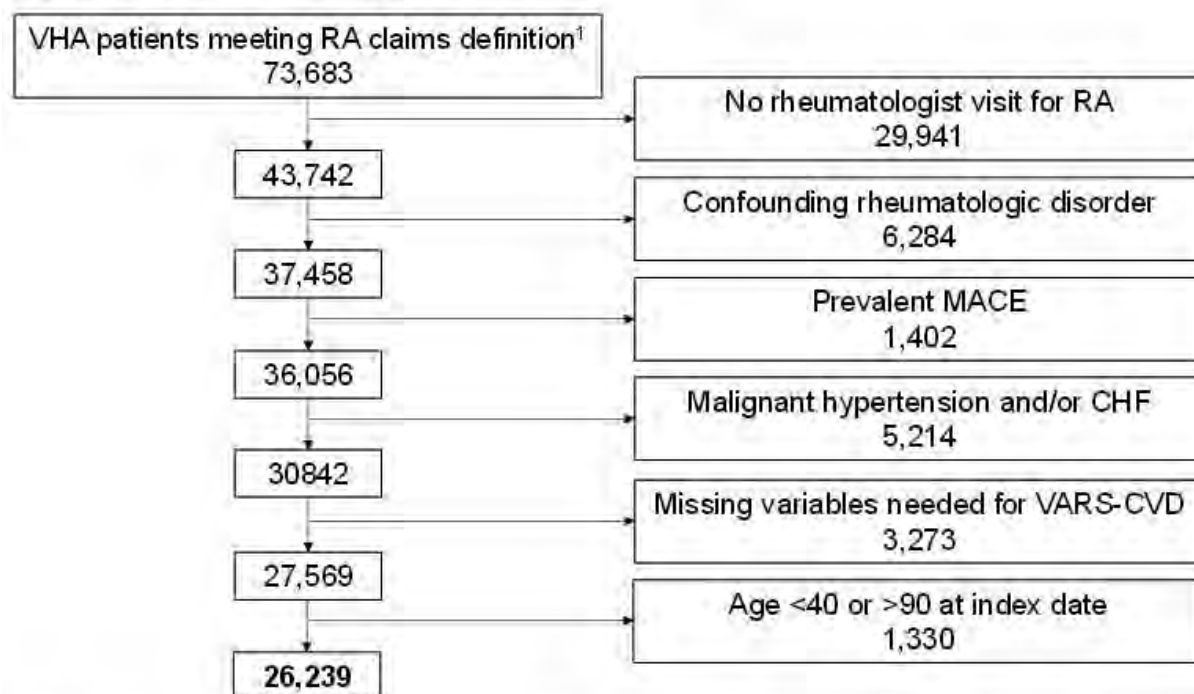 VHA patients meeting RA claims definition¹
73,683
No rheumatologist visit for RA
29,941
43,742
Confounding rheumatologic disorder
6,284
37,458
Prevalent MACE
1,402
36,056
Malignant hypertension and/or CHF
5,214
30842
Missing variables needed for VARS-CVD
3,273
27,569
Age <40 or >90 at index date
1,330
26,239